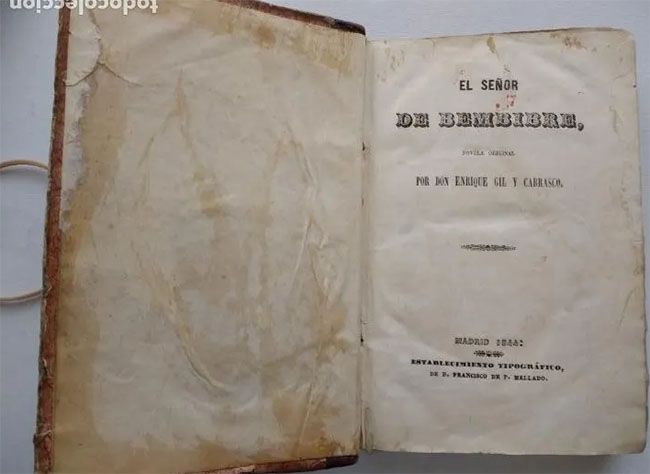 todocoleccion
EL SEÑOR
DE BEMBIBRE,
NOVELA ORIGINAL
POR DON ENRIQUE GIL Y CARRASCO.
MADRID 1844:
ESTABLECIMIENTO TIPOGRÁFICO,
DE D. FRANCISCO DE P. MELLADO.